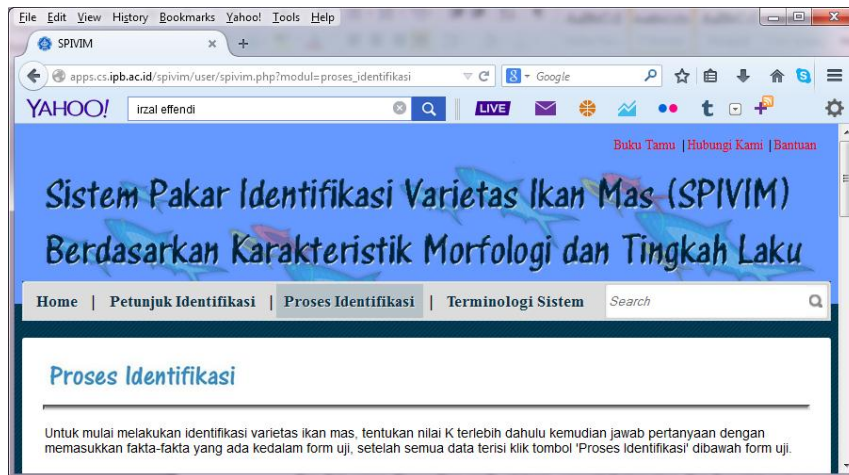 File Edit View History Bookmarks Yahoo! Tools Help
SPIVIM × +
apps.cs.ipb.ac.id/spivim/user/spivim.php?modul=proses_identifikasi Google
YAHOO! irzal effendi LIVE
Buku Tamu | Hubungi Kami | Bantuan
Sistem Pakar Identifikasi Varietas Ikan Mas (SPIVIM)
Berdasarkan Karakteristik Morfologi dan Tingkah Laku
Home | Petunjuk Identifikasi | Proses Identifikasi | Terminologi Sistem Search
Proses Identifikasi
Untuk mulai melakukan identifikasi varietas ikan mas, tentukan nilai K terlebih dahulu kemudian jawab pertanyaan dengan
memasukkan fakta-fakta yang ada kedalam form uji, setelah semua data terisi klik tombol 'Proses Identifikasi' dibawah form uji.